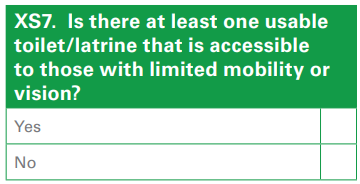 XS7. Is there at least one usable
toilet/latrine that is accessible
to those with limited mobility or
vision?
Yes
No